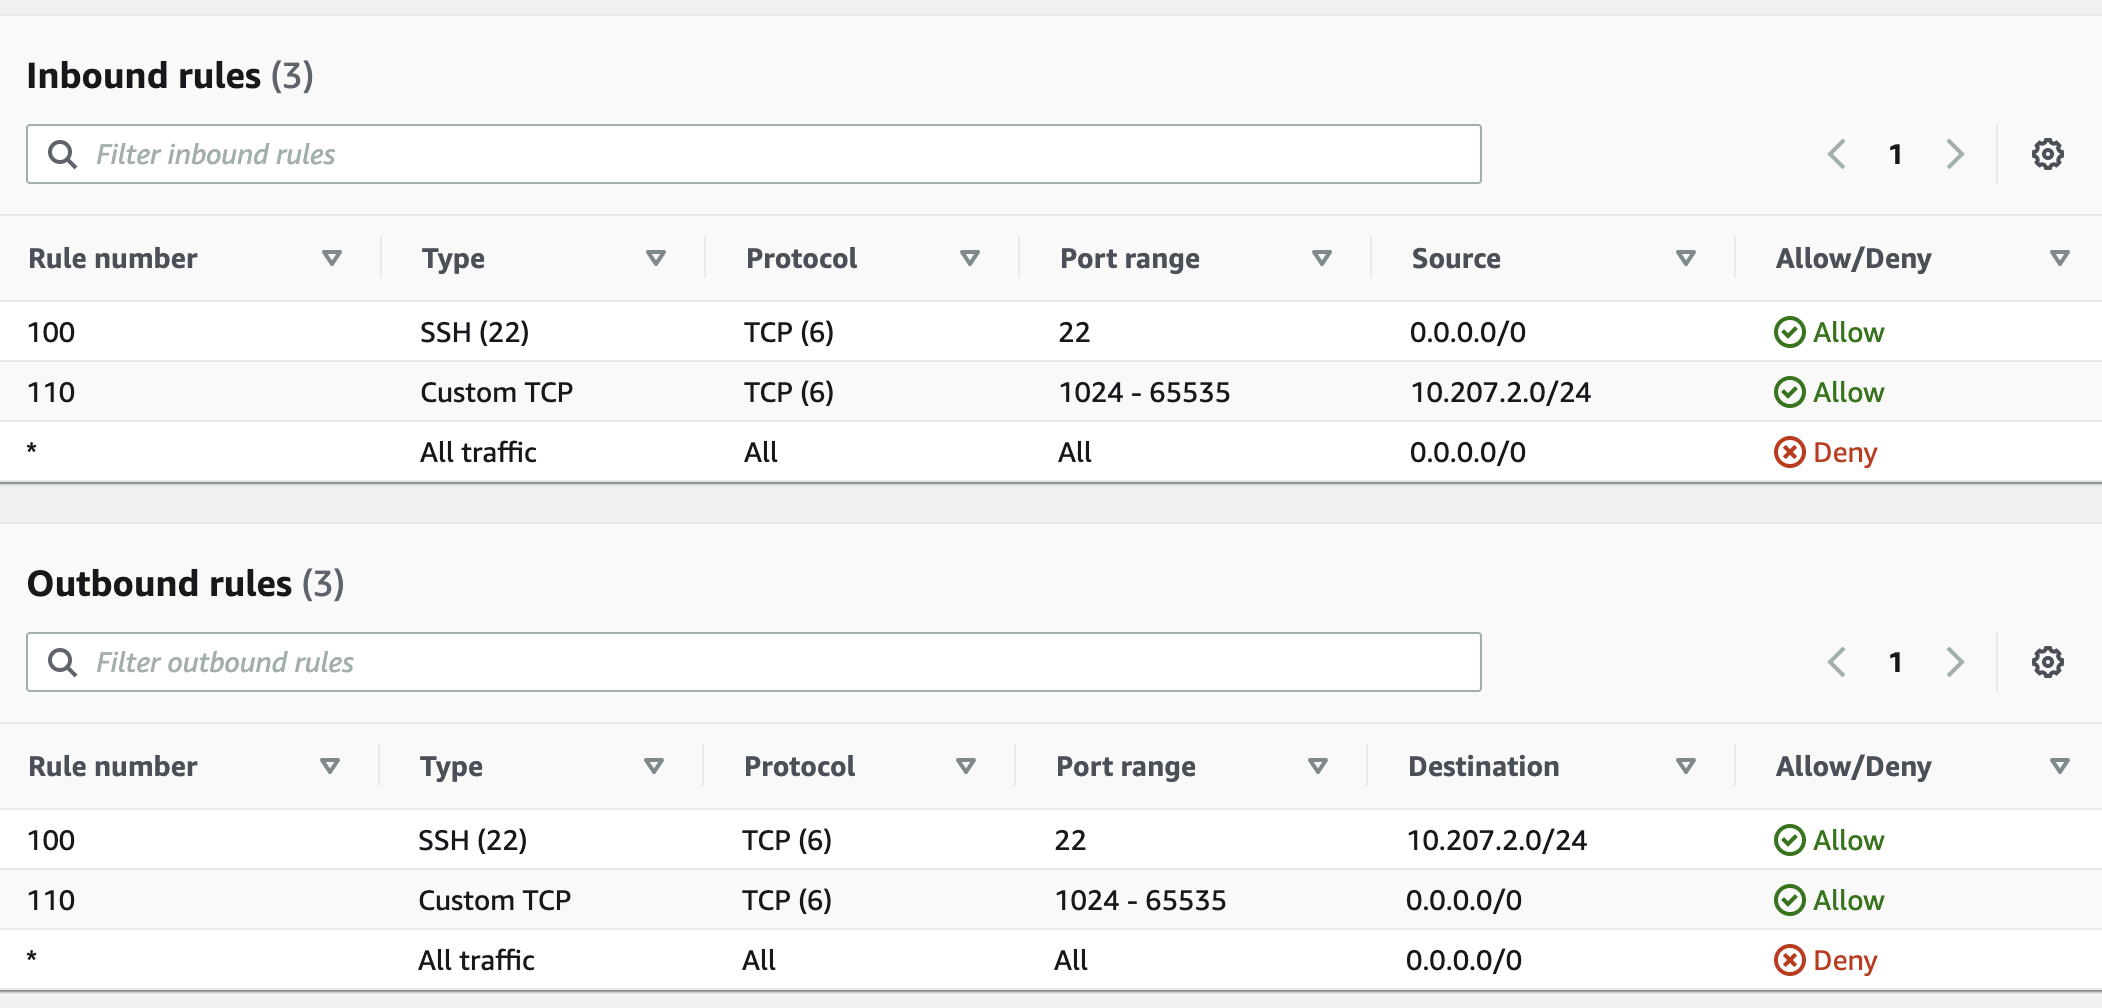 Inbound rules (3)
Filter inbound rules
1
Rule number Type Protocol Port range Source Allow/Deny
100 SSH (22) TCP (6) 22 0.0.0.0/0 Allow
110 Custom TCP TCP (6) 1024 - 65535 10.207.2.0/24 Allow
* All traffic All All 0.0.0.0/0 Deny
Outbound rules (3)
Filter outbound rules
1
Rule number Type Protocol Port range Destination Allow/Deny
100 SSH (22) TCP (6) 22 10.207.2.0/24 Allow
110 Custom TCP TCP (6) 1024 - 65535 0.0.0.0/0 Allow
* All traffic All All 0.0.0.0/0 Deny